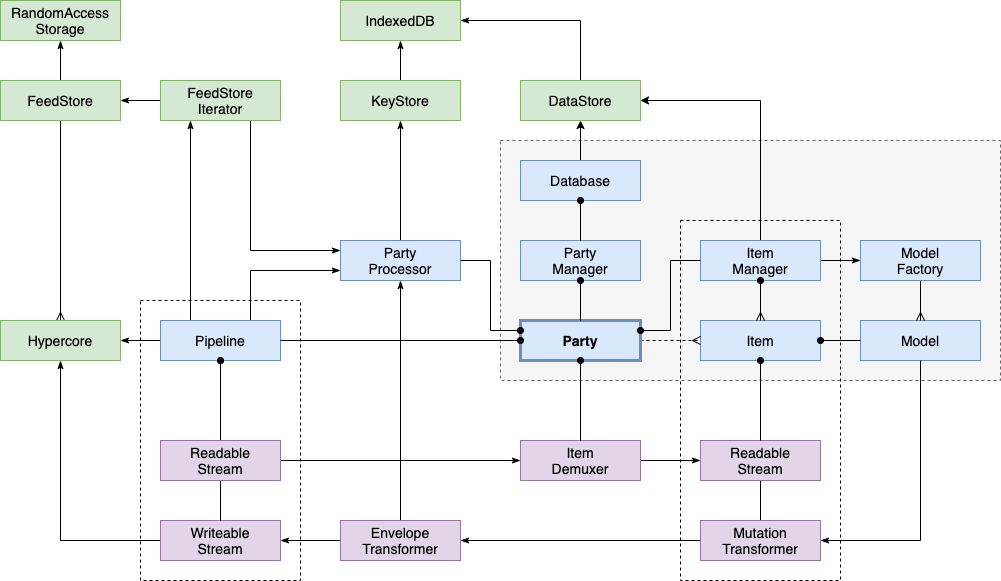 RandomAccess
Storage
IndexedDB
FeedStore
FeedStore
Iterator
KeyStore
DataStore
Database
Party
Processor
Party
Manager
Item
Manager
Model
Factory
Hypercore
Pipeline
Party
Item
Model
Readable
Stream
Item
Demuxer
Readable
Stream
Writeable
Stream
Envelope
Transformer
Mutation
Transformer